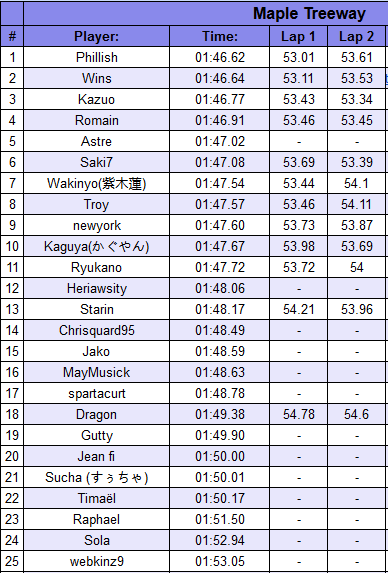 Maple Treeway
# Player: Time: Lap 1 Lap 2
1 Phillish 01:46.62 53.01 53.61
2 Wins 01:46.64 53.11 53.53
3 Kazuo 01:46.77 53.43 53.34
4 Romain 01:46.91 53.46 53.45
5 Astre 01:47.02 - -
6 Saki7 01:47.08 53.69 53.39
7 Wakinyo(紫木蓮) 01:47.54 53.44 54.1
8 Troy 01:47.57 53.46 54.11
9 newyork 01:47.60 53.73 53.87
10 Kaguya(かぐやん) 01:47.67 53.98 53.69
11 Ryukano 01:47.72 53.72 54
12 Heriawsity 01:48.06 - -
13 Starin 01:48.17 54.21 53.96
14 Chrisquard95 01:48.49 - -
15 Jako 01:48.59 - -
16 MayMusick 01:48.63 - -
17 spartacurt 01:48.78 - -
18 Dragon 01:49.38 54.78 54.6
19 Gutty 01:49.90 - -
20 Jean fi 01:50.00 - -
21 Sucha (すぅちゃ) 01:50.01 - -
22 Timaël 01:50.17 - -
23 Raphael 01:51.50 - -
24 Sola 01:52.94 - -
25 webkinz9 01:53.05 - -